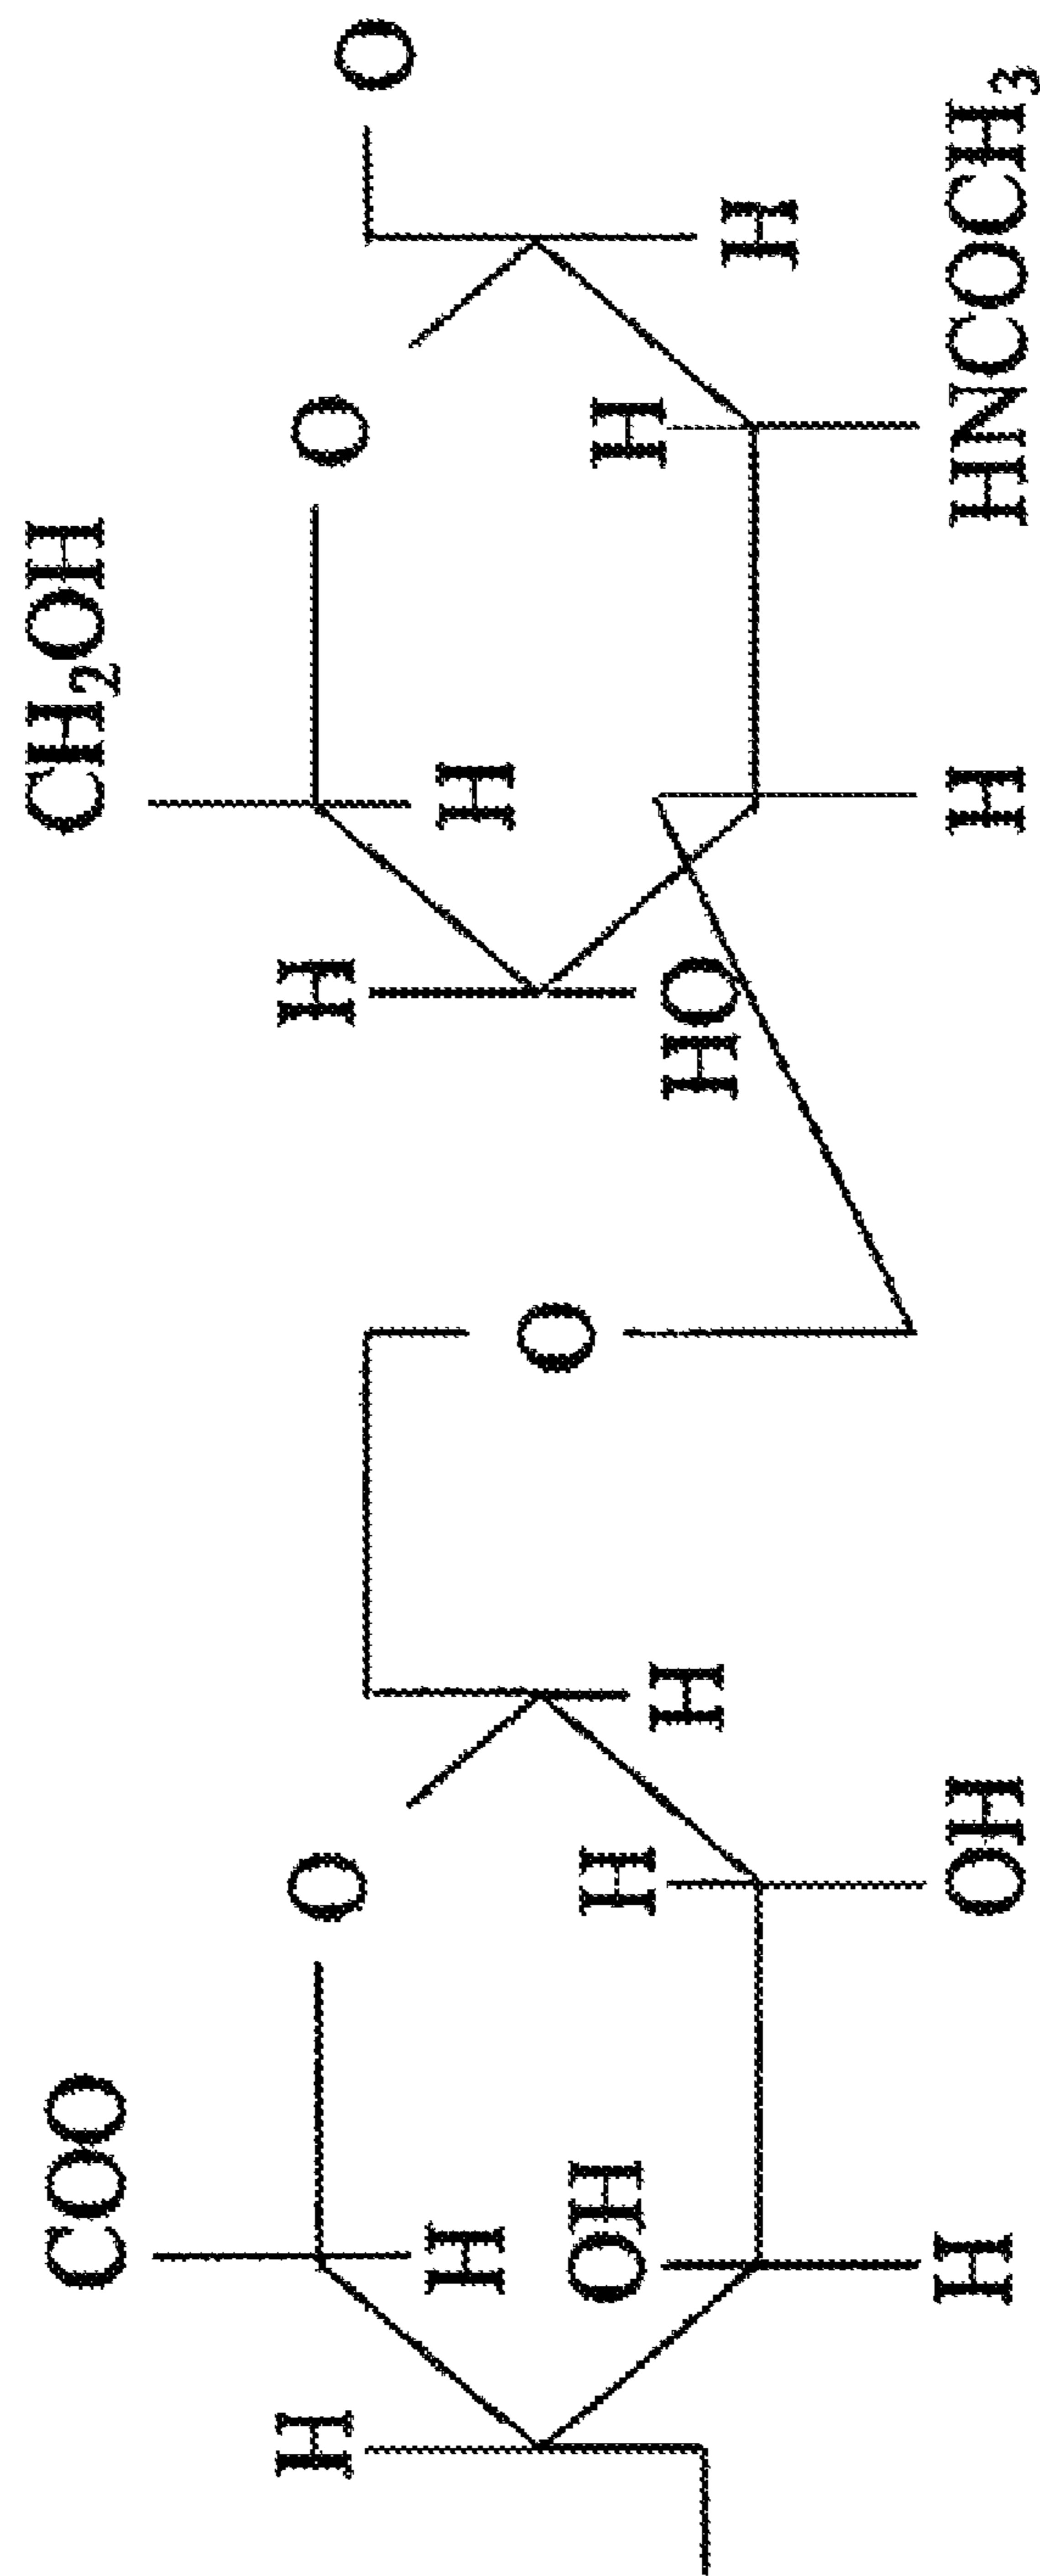 COO CH₂OH
H O H O O
H H
O
OH H H HO H H
H OH H HNCOCH₃